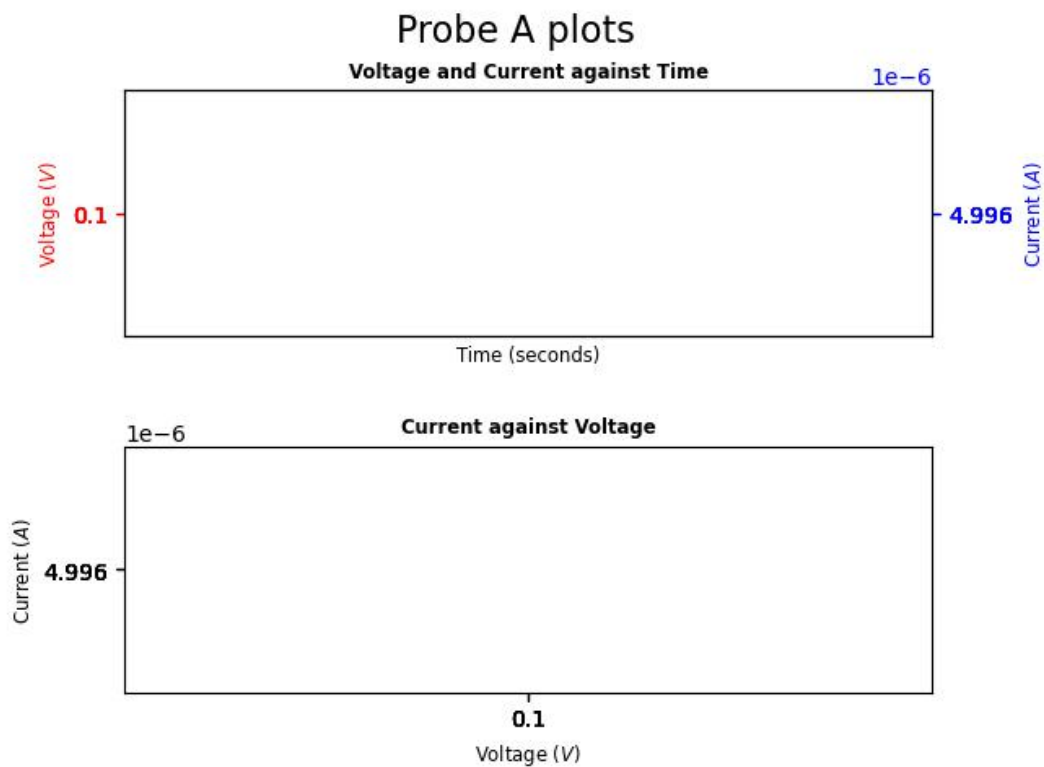 Probe A plots
Voltage and Current against Time
1e−6
Voltage (V)
0.1
4.996
Current (A)
Time (seconds)
Current against Voltage
1e−6
Current (A)
4.996
0.1
Voltage (V)